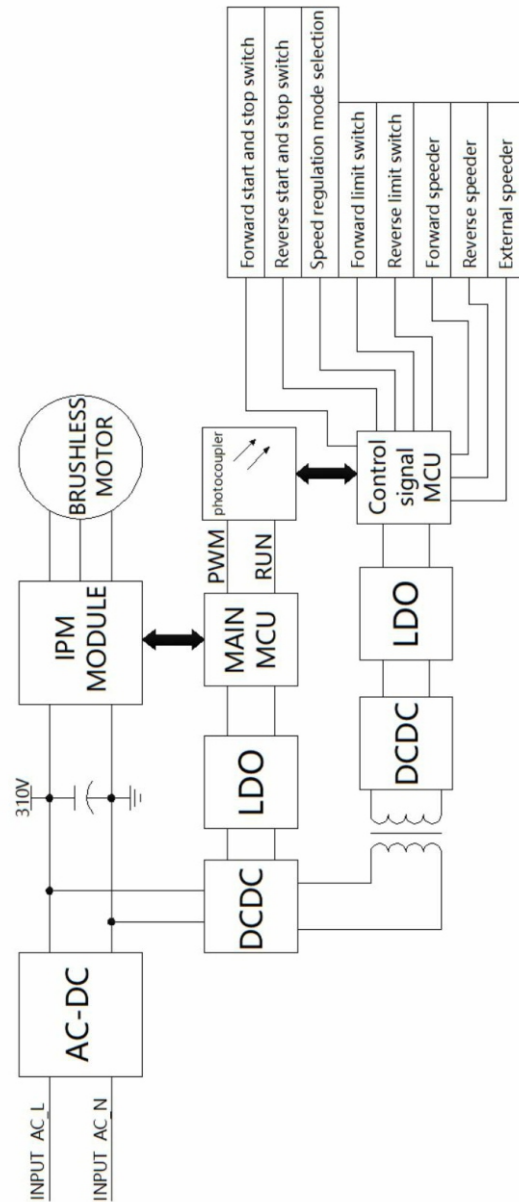 INPUT AC_L
INPUT AC_N
AC-DC
310V
IPM
MODULE
BRUSHLESS
MOTOR
DCDC
LDO
MAIN
MCU
PWM
RUN
photocoupler
DCDC
LDO
Control
signal
MCU
Forward start and stop switch
Reverse start and stop switch
Speed regulation mode selection
Forward limit switch
Reverse limit switch
Forward speeder
Reverse speeder
External speeder